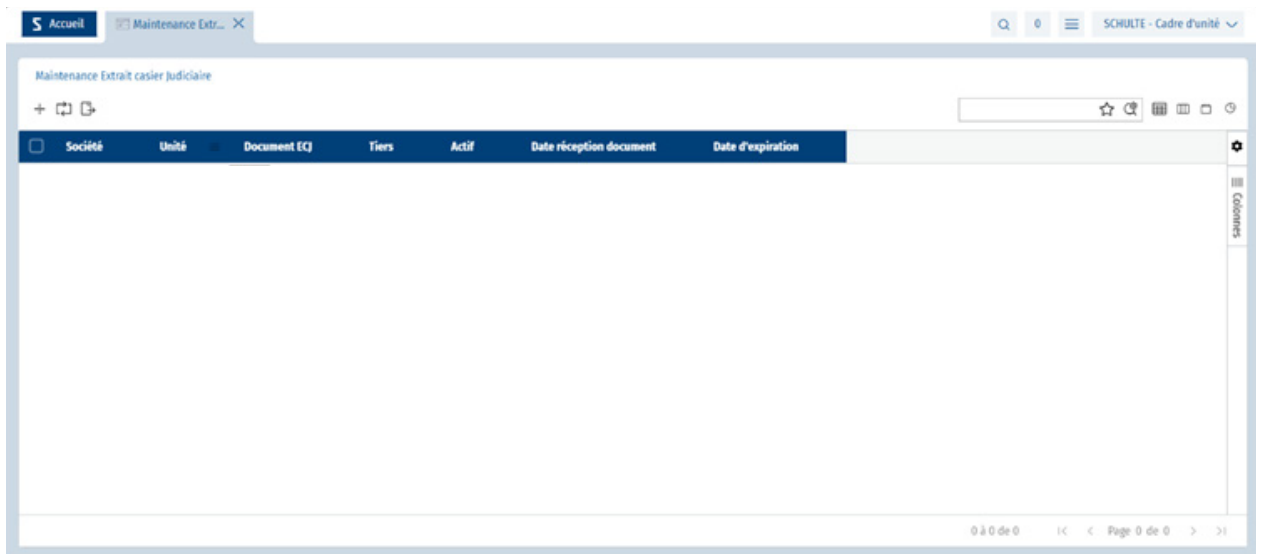 Accueil Maintenance Extr... 0 SCHULTE - Cadre d'unité
Maintenance Extrait casier Judiciaire
Société Unité Document ECJ Tiers Actif Date réception document Date d'expiration
Colonnes
0 à 0 de 0 Page 0 de 0